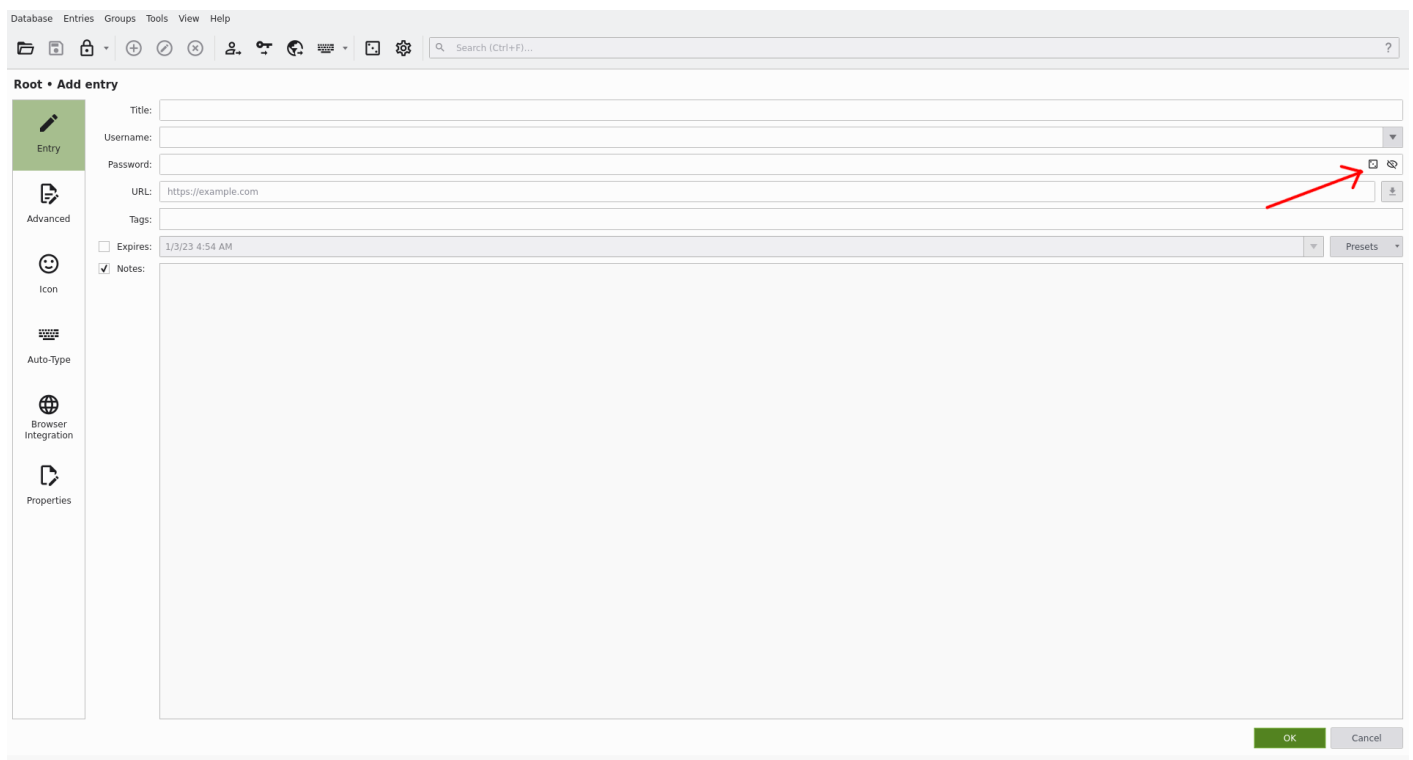 Database Entries Groups Tools View Help
Search (Ctrl+F)... ?
Root • Add entry
Entry
Advanced
Icon
Auto-Type
Browser
Integration
Properties
Title:
Username:
Password:
URL: https://example.com
Tags:
Expires: 1/3/23 4:54 AM Presets
Notes:
OK Cancel